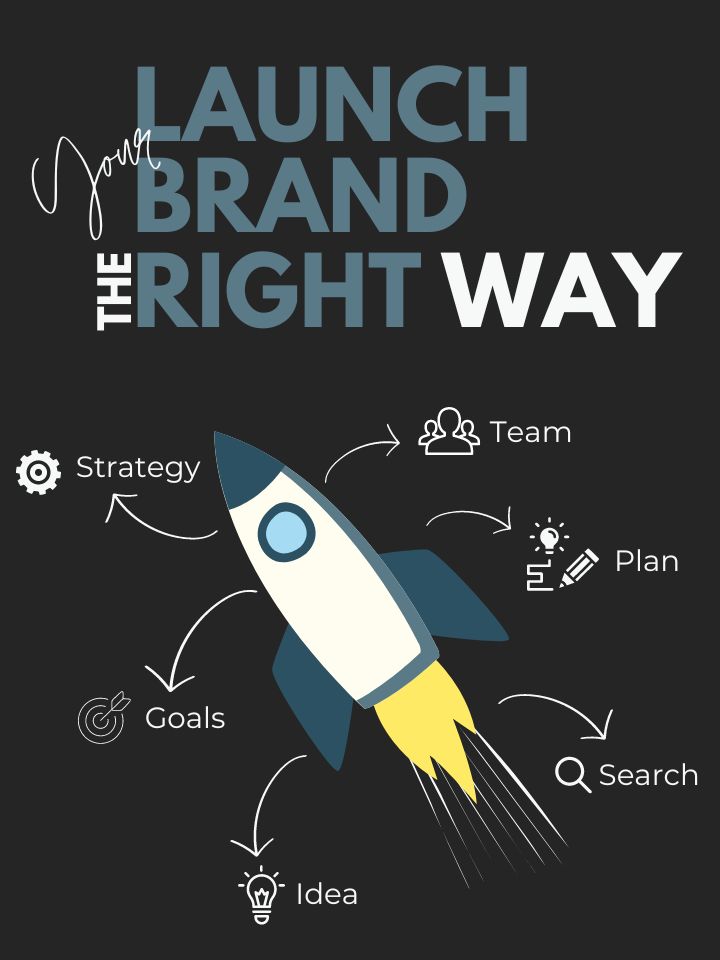 LAUNCH
Your
BRAND
THE RIGHT WAY
Team
Strategy
Plan
Goals
Search
Idea